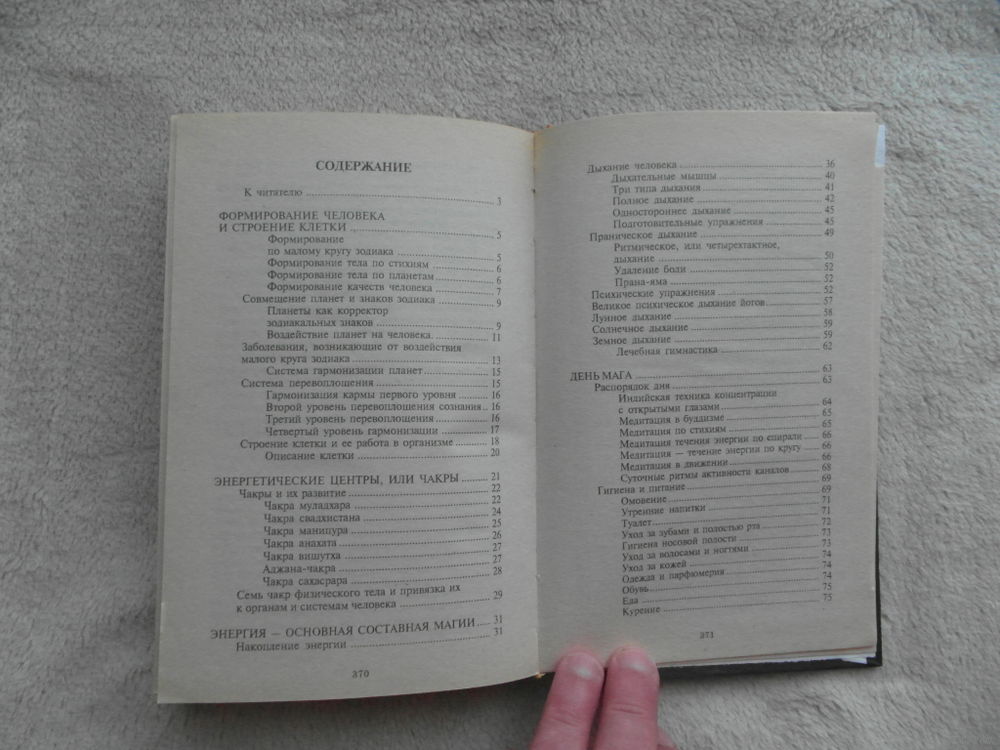 СОДЕРЖАНИЕ
К читателю 3
ФОРМИРОВАНИЕ ЧЕЛОВЕКА
И СТРОЕНИЕ КЛЕТКИ 5
Формирование
по малому кругу зодиака 5
Формирование тела по стихиям 6
Формирование тела по планетам 6
Формирование качеств человека 7
Совмещение планет и знаков зодиака 9
Планеты как корректор
зодиакальных знаков 9
Воздействие планет на человека. 11
Заболевания, возникающие от воздействия
малого круга зодиака 13
Система гармонизации планет 15
Система перевоплощения 15
Гармонизация кармы первого уровня 16
Второй уровень перевоплощения сознания 16
Третий уровень перевоплощения 16
Четвертый уровень гармонизации 17
Строение клетки и ее работа в организме 18
Описание клетки 20
ЭНЕРГЕТИЧЕСКИЕ ЦЕНТРЫ, ИЛИ ЧАКРЫ 21
Чакры и их развитие 22
Чакра муладхара 22
Чакра свадхистана 24
Чакра манипура 25
Чакра анахата 26
Чакра вишутха 27
Аджана-чакра 27
Чакра сахасрара 28
Семь чакр физического тела и привязка их
к органам и системам человека 29
ЭНЕРГИЯ — ОСНОВНАЯ СОСТАВНАЯ МАГИИ 31
Накопление энергии 31
370
Дыхание человека 36
Дыхательные мышцы 40
Три типа дыхания 41
Полное дыхание 42
Одностороннее дыхание 45
Подготовительные упражнения 45
Праническое дыхание 49
Ритмическое, или четырехтактное,
дыхание 50
Удаление боли 52
Прана-яма 52
Психические упражнения 52
Великое психическое дыхание йогов 57
Лунное дыхание 58
Солнечное дыхание 59
Земное дыхание 59
Лечебная гимнастика 62
ДЕНЬ МАГА 63
Распорядок дня 63
Индийская техника концентрации
с открытыми глазами 64
Медитация в буддизме 65
Медитация по стихиям 65
Медитация течения энергии по спирали 66
Медитация — течение энергии по кругу 66
Медитация в движении 66
Суточные ритмы активности каналов 68
Гигиена и питание 69
Омовение 69
Утренние напитки 71
Туалет 71
Уход за зубами и полостью рта 72
Гигиена носовой полости 73
Уход за волосами и ногтями 73
Уход за кожей 74
Одежда и парфюмерия 74
Обувь 74
Еда 75
Курение 75
371